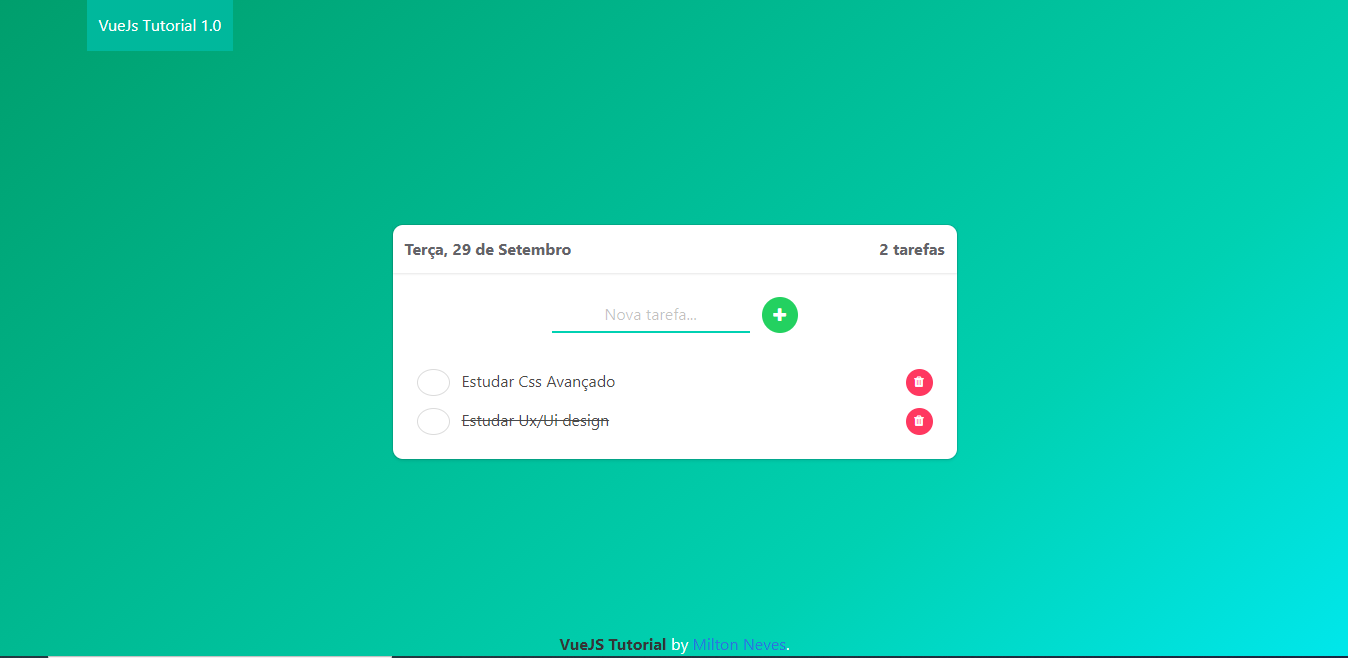 VueJs Tutorial 1.0
Terça, 29 de Setembro
2 tarefas
Nova tarefa...
Estudar Css Avançado
Estudar Ux/Ui design
VueJS Tutorial by Milton Neves.